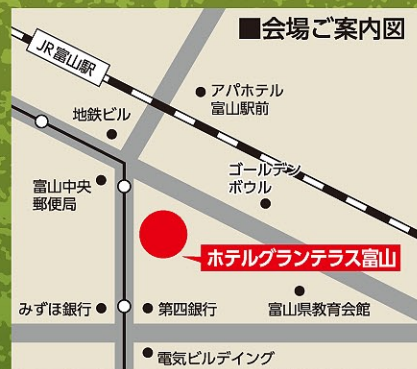 ■会場ご案内図
JR富山駅
アパホテル
富山駅前
地鉄ビル
ゴールデン
ボウル
富山中央
郵便局
ホテルグランテラス富山
みずほ銀行
第四銀行
富山県教育会館
電気ビルデイング